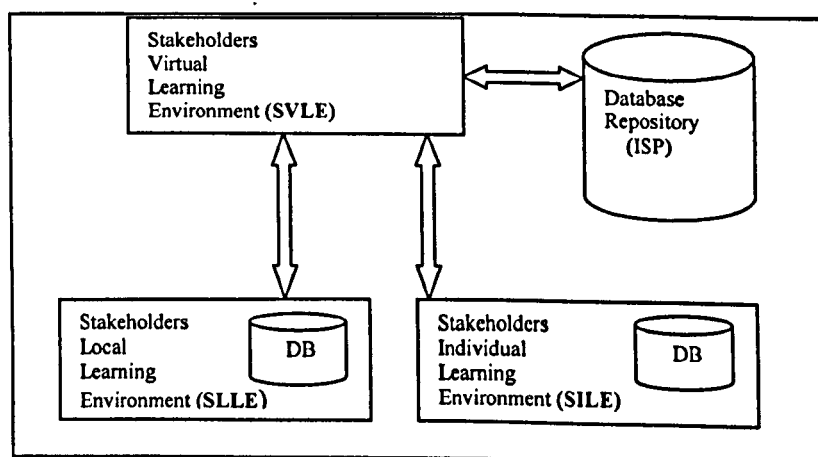 Stakeholders
Virtual
Learning
Environment (SVLE)
Database
Repository
(ISP)
Stakeholders
Local
Learning
Environment (SLLE)
DB
Stakeholders
Individual
Learning
Environment (SILE)
DB